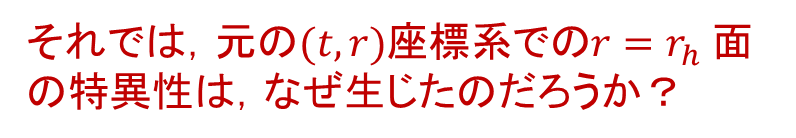 それでは，元の(t, r)座標系でのr = r_h 面
の特異性は，なぜ生じたのだろうか？